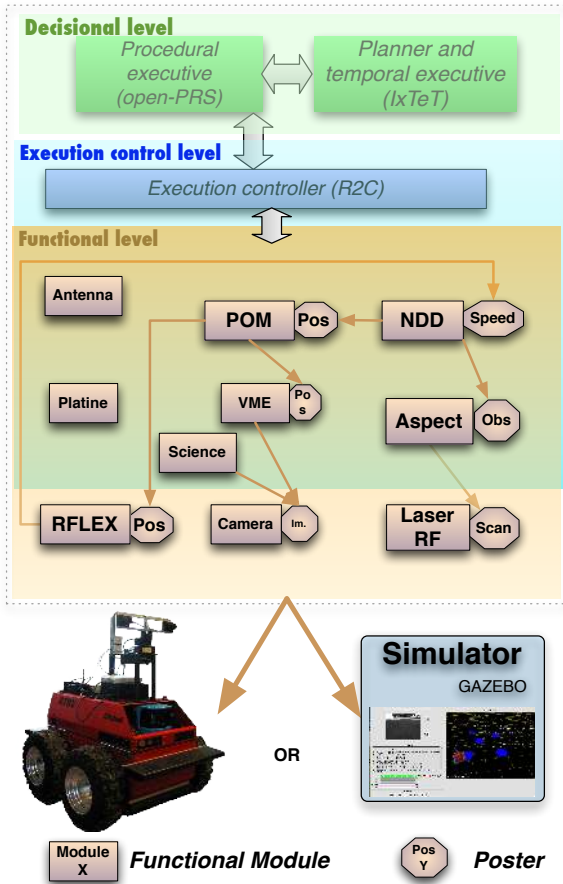 Decisional level
Procedural
executive
(open-PRS)
Planner and
temporal executive
(IxTeT)
Execution control level
Execution controller (R2C)
Functional level
Antenna
POM
Pos
NDD
Speed
Platine
VME
Po
s
Aspect
Obs
Science
RFLEX
Pos
Camera
Im.
Laser
RF
Scan
Simulator
GAZEBO
OR
Module
X
Functional Module
Pos
Y
Poster